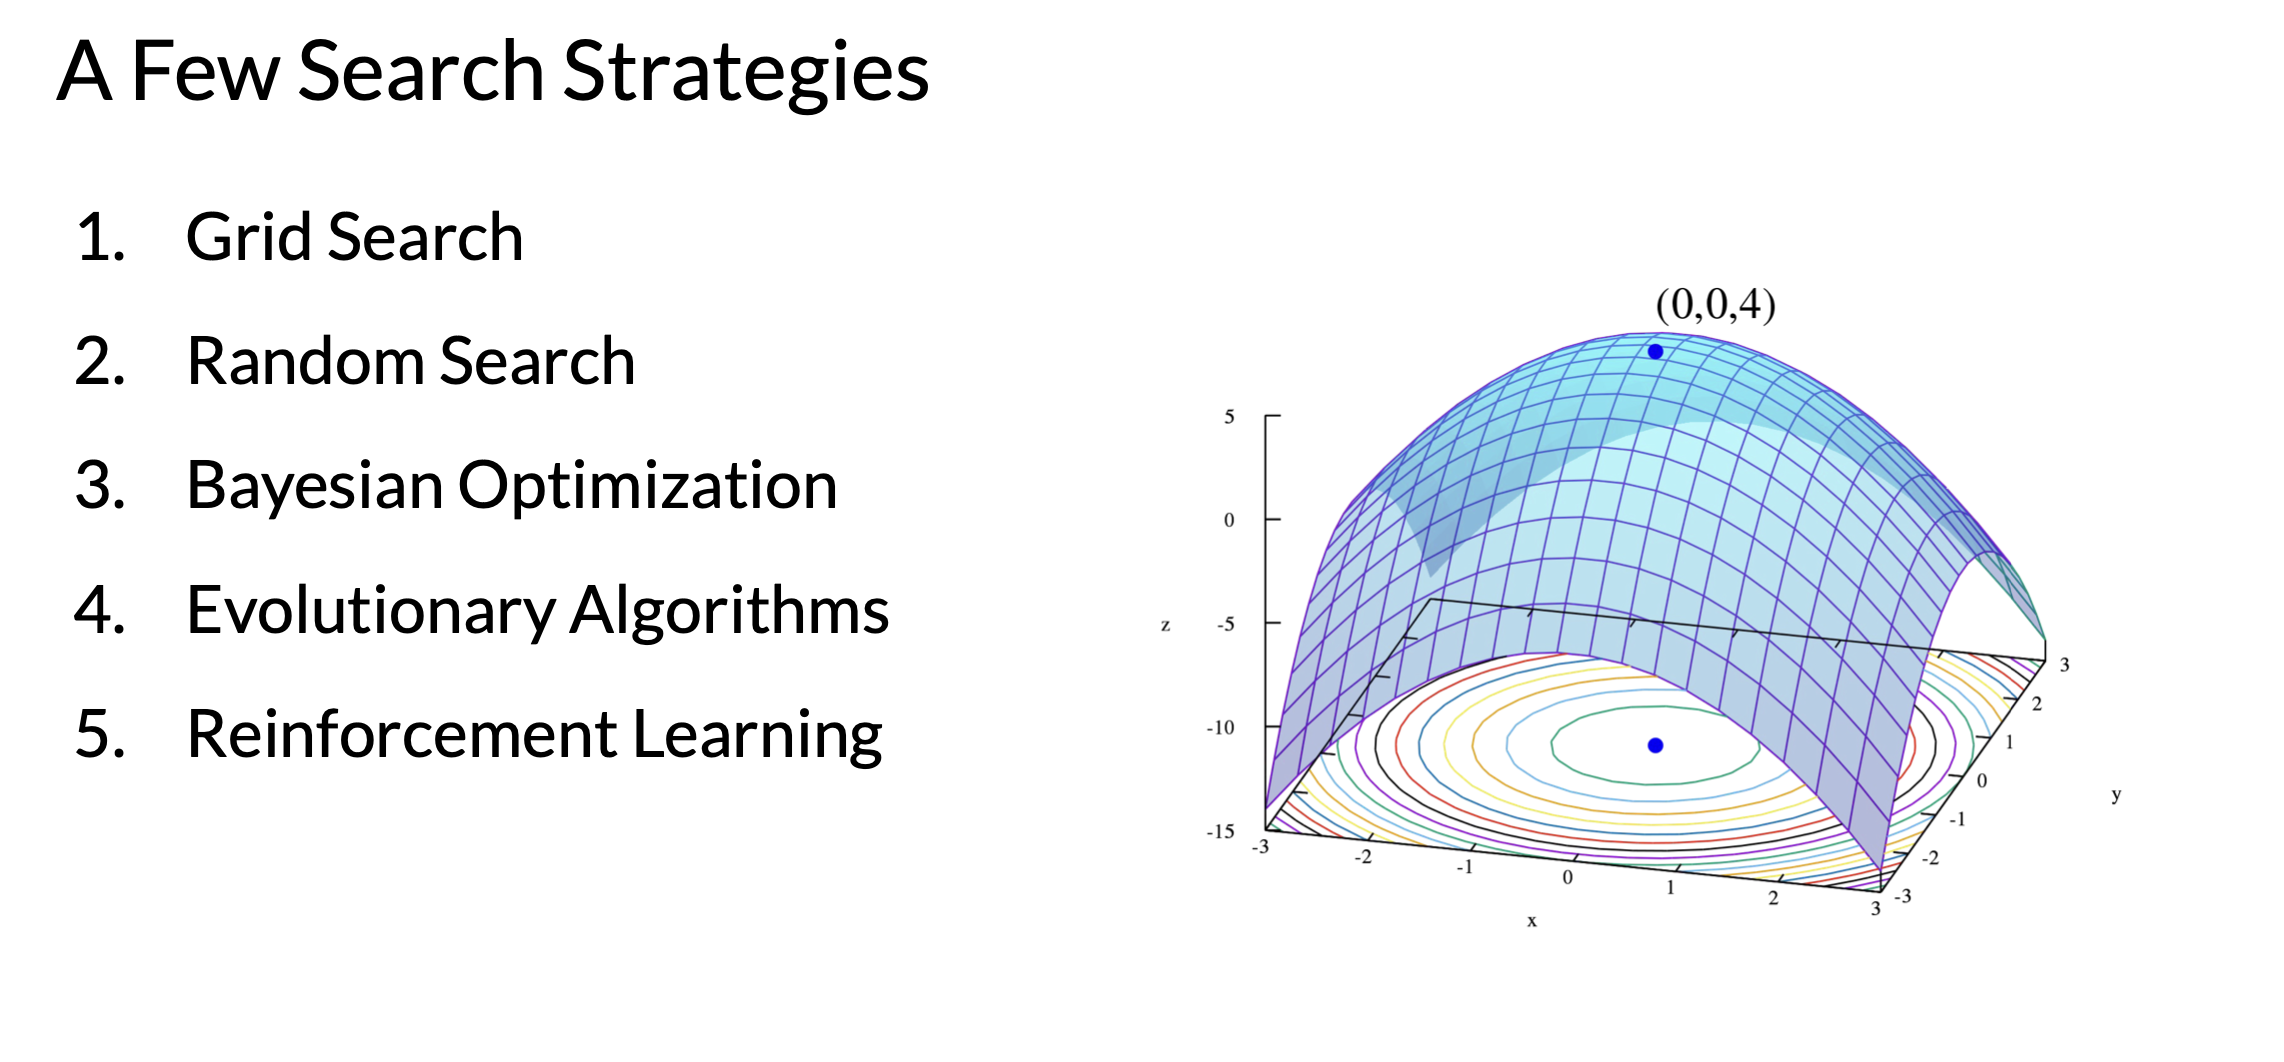 A Few Search Strategies
1. Grid Search
2. Random Search
3. Bayesian Optimization
4. Evolutionary Algorithms
5. Reinforcement Learning
(0,0,4)
5
0
-5
-10
-15
z
-3
-2
-1
0
1
2
3
x
3
2
1
0
-1
-2
-3
y